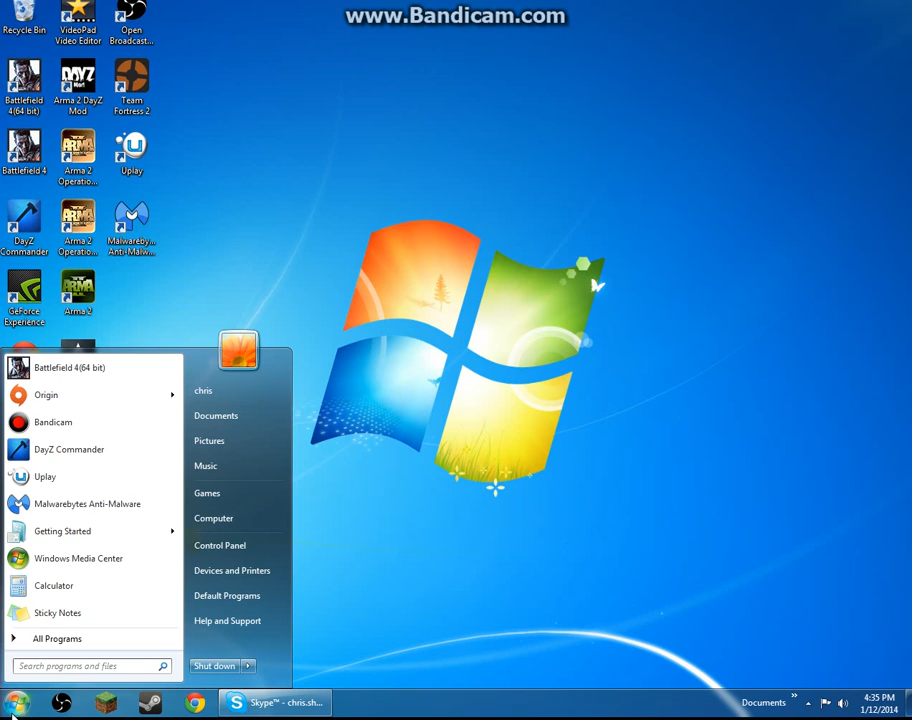 www.Bandicam.com
Recycle Bin
VideoPad
Video Editor
Open
Broadcast...
Battlefield
4(64 bit)
Arma 2 DayZ
Mod
Team
Fortress 2
Battlefield 4
Arma 2
Operatio...
Uplay
DayZ
Commander
Arma 2
Operatio...
Malwareby...
Anti-Malw...
GeForce
Experience
Arma 2
Battlefield 4(64 bit)
Origin
Bandicam
DayZ Commander
Uplay
Malwarebytes Anti-Malware
Getting Started
Windows Media Center
Calculator
Sticky Notes
All Programs
Search programs and files
chris
Documents
Pictures
Music
Games
Computer
Control Panel
Devices and Printers
Default Programs
Help and Support
Shut down
Skype™ - chris.sh...
Documents
4:35 PM
1/12/2014